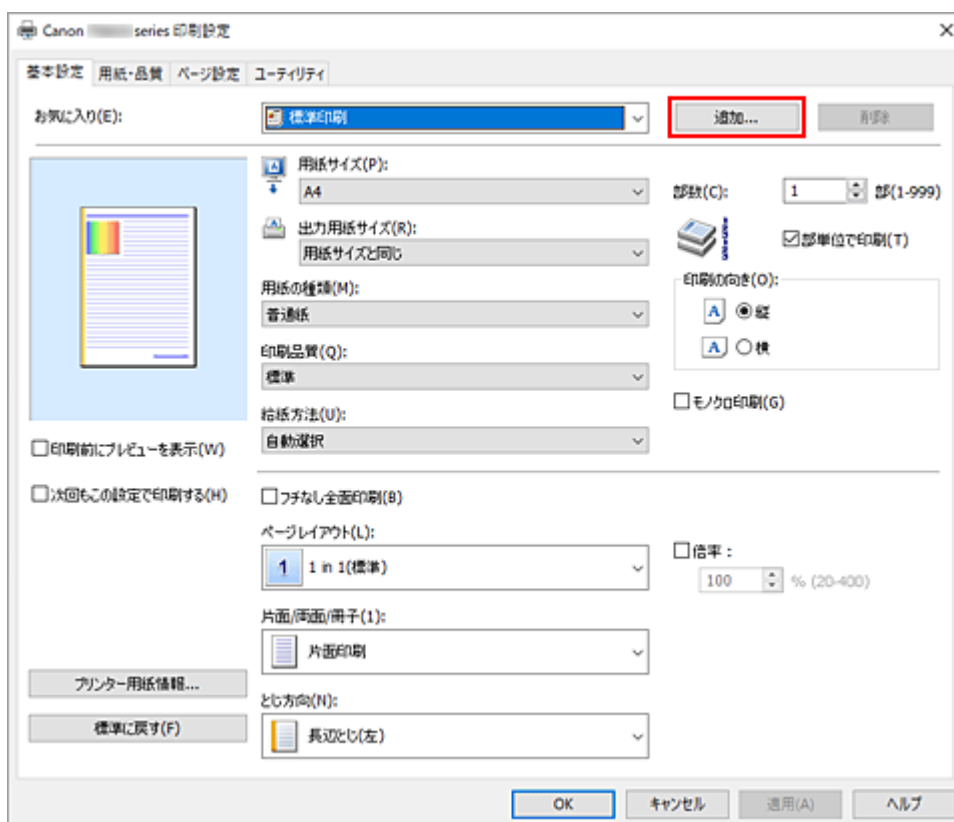 Canon series 印刷設定
基本設定 用紙・品質 ページ設定 ユーティリティ
お気に入り(E): 標準印刷 追加... 削除
用紙サイズ(P):
A4
部数(C): 1 部(1-999)
出力用紙サイズ(R):
用紙サイズと同じ
部単位で印刷(T)
用紙の種類(M):
普通紙
印刷の向き(O):
A 縦
A 横
印刷品質(Q):
標準
モノクロ印刷(G)
給紙方法(U):
自動選択
印刷前にプレビューを表示(W)
次回もこの設定で印刷する(H)
フチなし全面印刷(B)
ページレイアウト(L):
1 1 in 1(標準)
倍率:
100 % (20-400)
片面/両面/冊子(1):
片面印刷
プリンター用紙情報...
とじ方向(N):
標準に戻す(F)
長辺とじ(左)
OK キャンセル 適用(A) ヘルプ